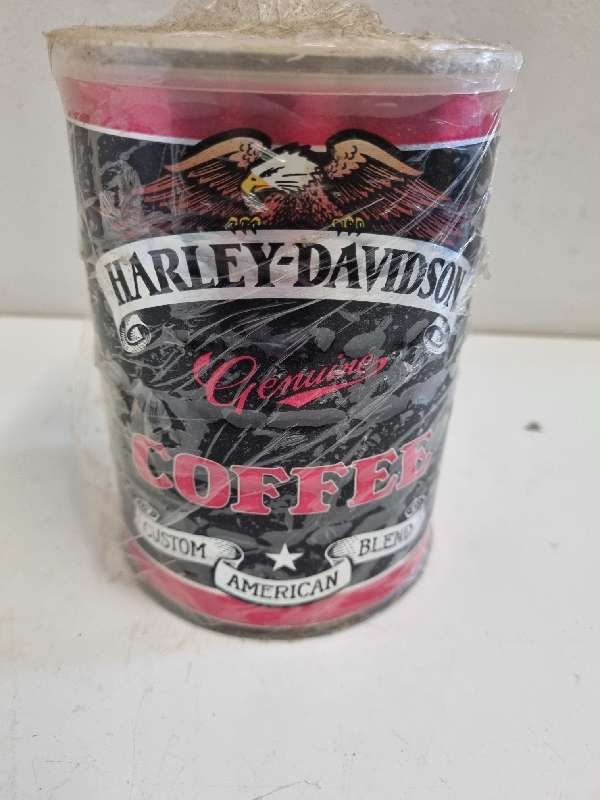 HARLEY-DAVIDSON
Genuine
COFFEE
CUSTOM
AMERICAN
BLEND